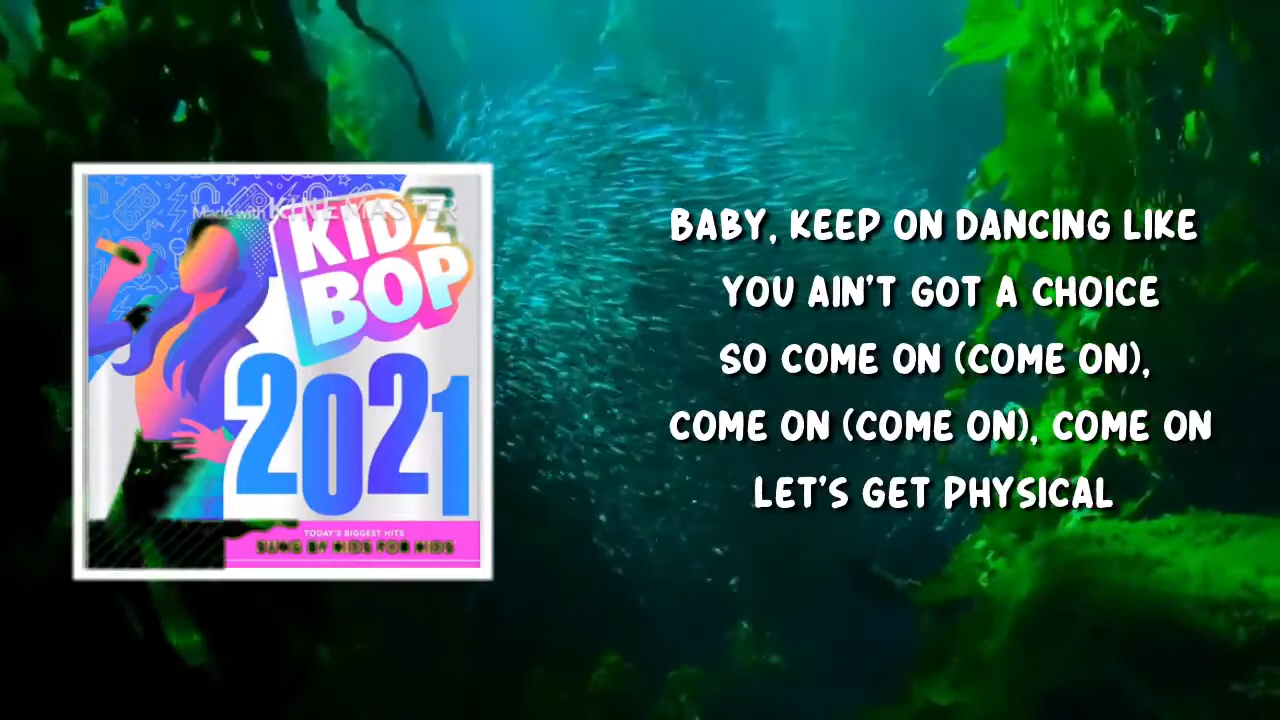 Made with KINEMASTER
KIDZ
BOP
2021
TODAY'S BIGGEST HITS
SUNG BY KIDS FOR KIDS
BABY, KEEP ON DANCING LIKE
YOU AIN'T GOT A CHOICE
SO COME ON (COME ON),
COME ON (COME ON), COME ON
LET'S GET PHYSICAL